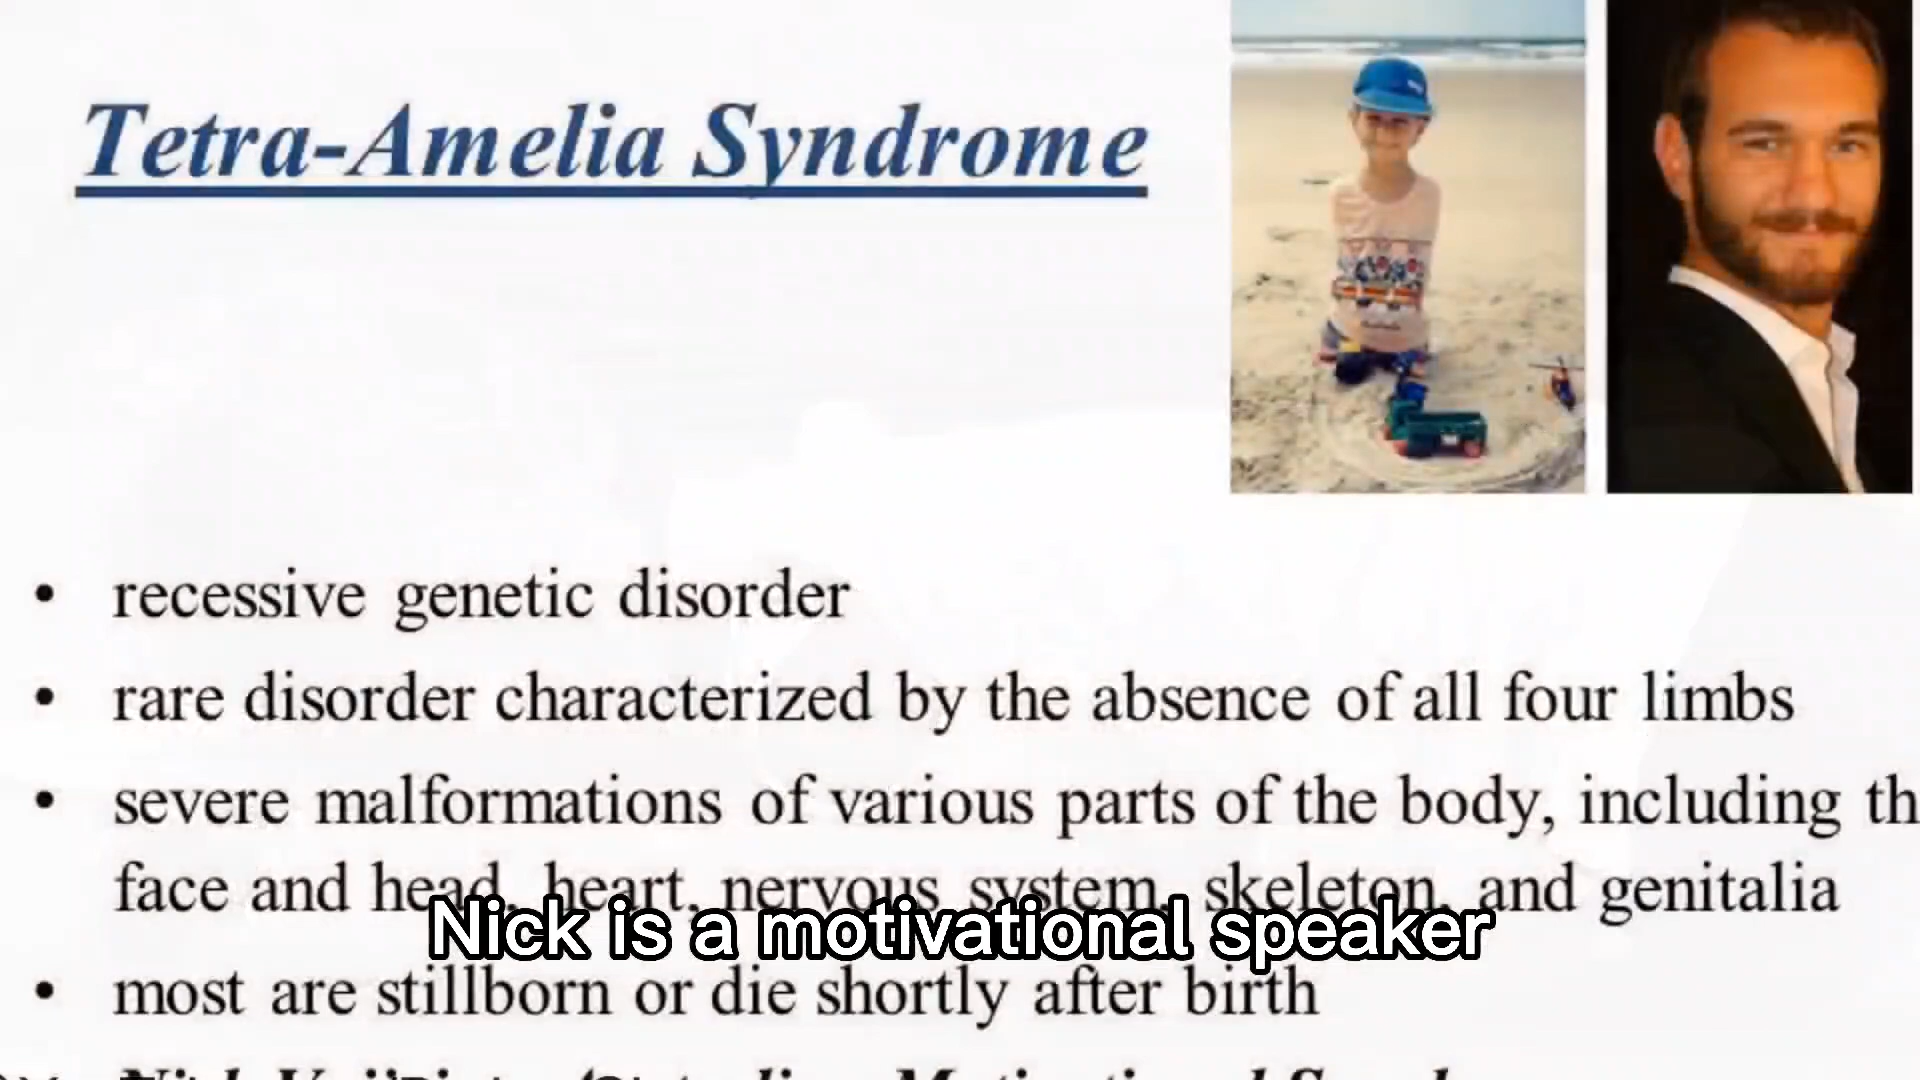 Tetra-Amelia Syndrome
• recessive genetic disorder
• rare disorder characterized by the absence of all four limbs
• severe malformations of various parts of the body, including th
face and head, heart, nervous system, skeleton, and genitalia
Nick is a motivational speaker
• most are stillborn or die shortly after birth